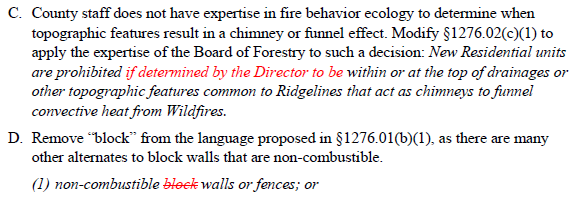 C. County staff does not have expertise in fire behavior ecology to determine when
topographic features result in a chimney or funnel effect. Modify §1276.02(c)(1) to
apply the expertise of the Board of Forestry to such a decision: New Residential units
are prohibited if determined by the Director to be within or at the top of drainages or
other topographic features common to Ridgelines that act as chimneys to funnel
convective heat from Wildfires.
D. Remove “block” from the language proposed in §1276.01(b)(1), as there are many
other alternates to block walls that are non-combustible.
(1) non-combustible block walls or fences; or